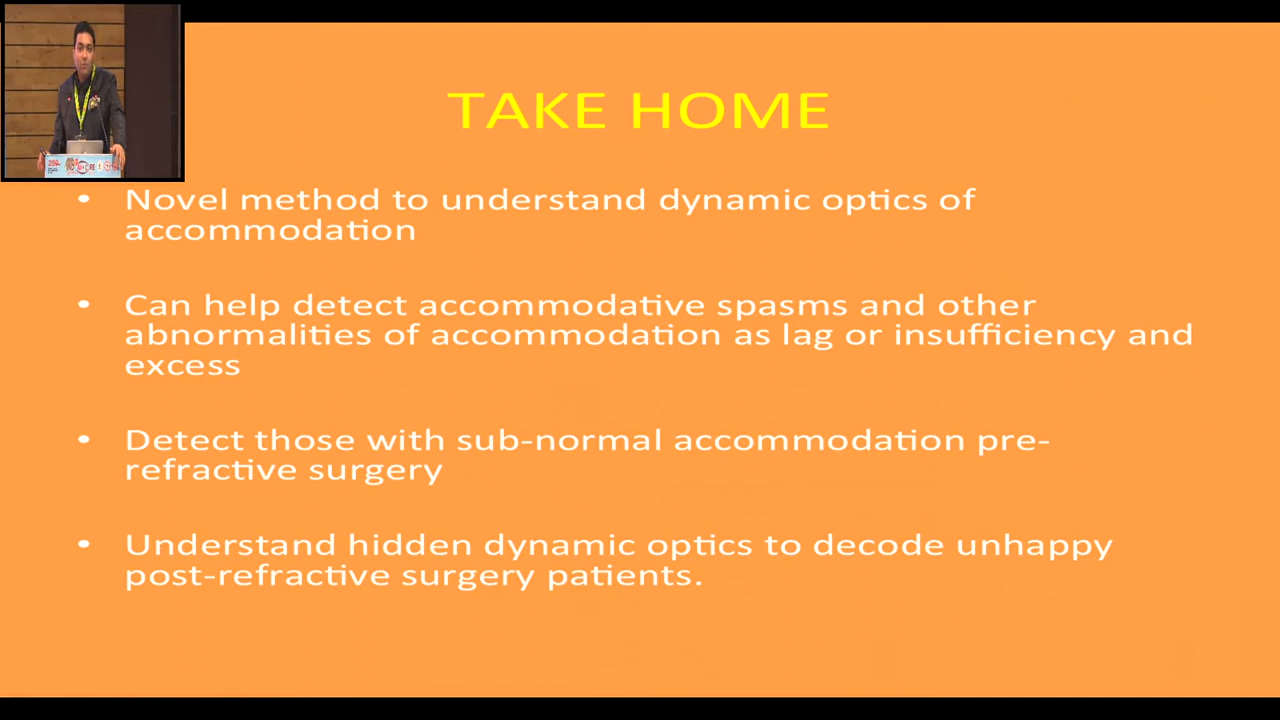 TAKE HOME
• Novel method to understand dynamic optics of
accommodation
• Can help detect accommodative spasms and other
abnormalities of accommodation as lag or insufficiency and
excess
• Detect those with sub-normal accommodation pre-
refractive surgery
• Understand hidden dynamic optics to decode unhappy
post-refractive surgery patients.